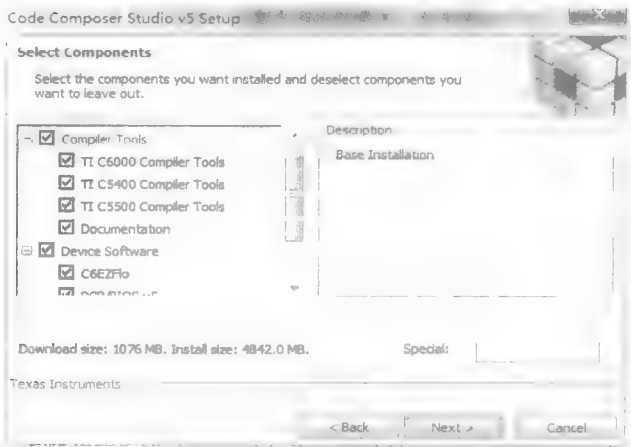 Code Composer Studio v5 Setup
Select Components
Select the components you want installed and deselect components you
want to leave out.
Compiler Tools
TI C6000 Compiler Tools
TI C5400 Compiler Tools
TI C5500 Compiler Tools
Documentation
Device Software
C6EZFlo
Description
Base Installation
Download size: 1076 MB. Install size: 4842.0 MB.
Special:
Texas Instruments
< Back
Next >
Cancel